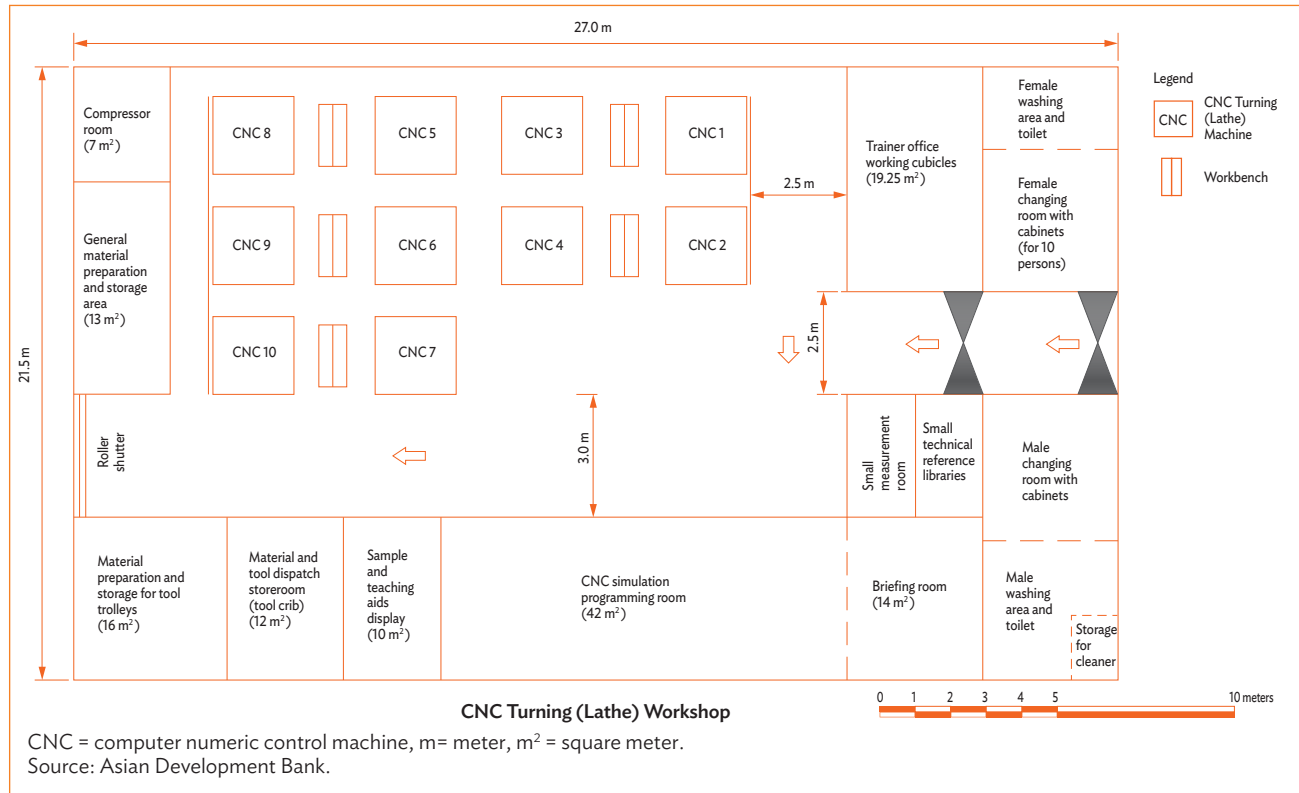 27.0 m
21.5 m
Compressor
room
(7 m²)
CNC 8
CNC 5
CNC 3
CNC 1
Trainer office
working cubicles
(19.25 m²)
Female
washing
area and
toilet
Legend
CNC
CNC Turning
(Lathe)
Machine
Workbench
2.5 m
Female
changing
room with
cabinets
(for 10
persons)
General
material
preparation
and storage
area
(13 m²)
CNC 9
CNC 6
CNC 4
CNC 2
CNC 10
CNC 7
2.5 m
Roller
shutter
3.0 m
Small
measurement
room
Small
technical
reference
libraries
Male
changing
room with
cabinets
Material
preparation and
storage for tool
trolleys
(16 m²)
Material and
tool dispatch
storeroom
(tool crib)
(12 m²)
Sample
and
teaching
aids
display
(10 m²)
CNC simulation
programming room
(42 m²)
Briefing room
(14 m²)
Male
washing
area and
toilet
Storage
for
cleaner
0 1 2 3 4 5 10 meters
CNC Turning (Lathe) Workshop
CNC = computer numeric control machine, m= meter, m² = square meter.
Source: Asian Development Bank.